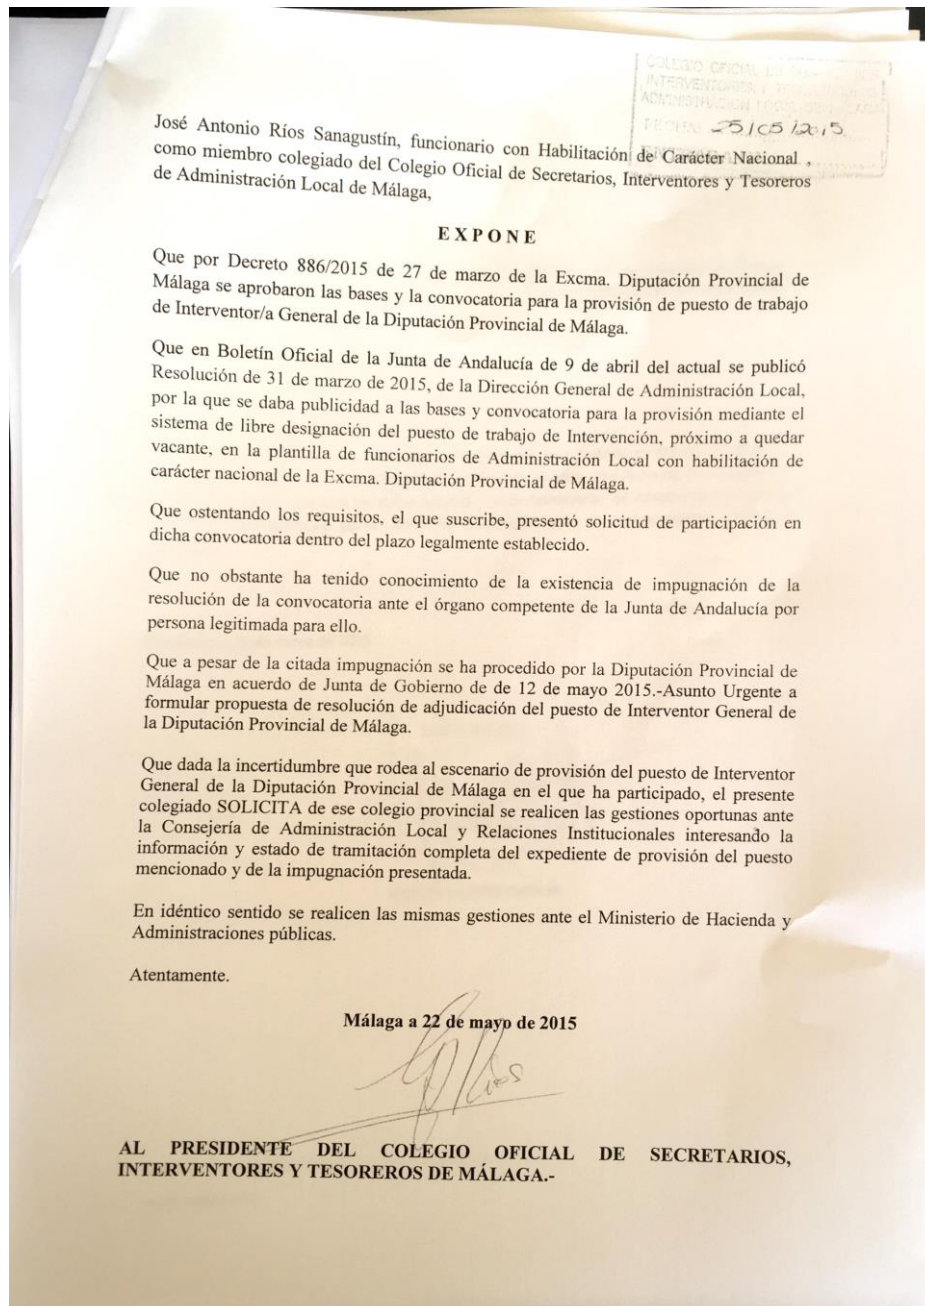 COLEGIO OFICIAL DE
INTERVENTORES Y
ADMINISTRACIÓN LOCAL
FECHA: 25/05/2015
José Antonio Ríos Sanagustín, funcionario con Habilitación de Carácter Nacional ,
como miembro colegiado del Colegio Oficial de Secretarios, Interventores y Tesoreros
de Administración Local de Málaga,
E X P O N E
Que por Decreto 886/2015 de 27 de marzo de la Excma. Diputación Provincial de
Málaga se aprobaron las bases y la convocatoria para la provisión de puesto de trabajo
de Interventor/a General de la Diputación Provincial de Málaga.
Que en Boletín Oficial de la Junta de Andalucía de 9 de abril del actual se publicó
Resolución de 31 de marzo de 2015, de la Dirección General de Administración Local,
por la que se daba publicidad a las bases y convocatoria para la provisión mediante el
sistema de libre designación del puesto de trabajo de Intervención, próximo a quedar
vacante, en la plantilla de funcionarios de Administración Local con habilitación de
carácter nacional de la Excma. Diputación Provincial de Málaga.
Que ostentando los requisitos, el que suscribe, presentó solicitud de participación en
dicha convocatoria dentro del plazo legalmente establecido.
Que no obstante ha tenido conocimiento de la existencia de impugnación de la
resolución de la convocatoria ante el órgano competente de la Junta de Andalucía por
persona legitimada para ello.
Que a pesar de la citada impugnación se ha procedido por la Diputación Provincial de
Málaga en acuerdo de Junta de Gobierno de de 12 de mayo 2015.-Asunto Urgente a
formular propuesta de resolución de adjudicación del puesto de Interventor General de
la Diputación Provincial de Málaga.
Que dada la incertidumbre que rodea al escenario de provisión del puesto de Interventor
General de la Diputación Provincial de Málaga en el que ha participado, el presente
colegiado SOLICITA de ese colegio provincial se realicen las gestiones oportunas ante
la Consejería de Administración Local y Relaciones Institucionales interesando la
información y estado de tramitación completa del expediente de provisión del puesto
mencionado y de la impugnación presentada.
En idéntico sentido se realicen las mismas gestiones ante el Ministerio de Hacienda y
Administraciones públicas.
Atentamente.
Málaga a 22 de mayo de 2015
Ríos
AL PRESIDENTE DEL COLEGIO OFICIAL DE SECRETARIOS,
INTERVENTORES Y TESOREROS DE MÁLAGA.-